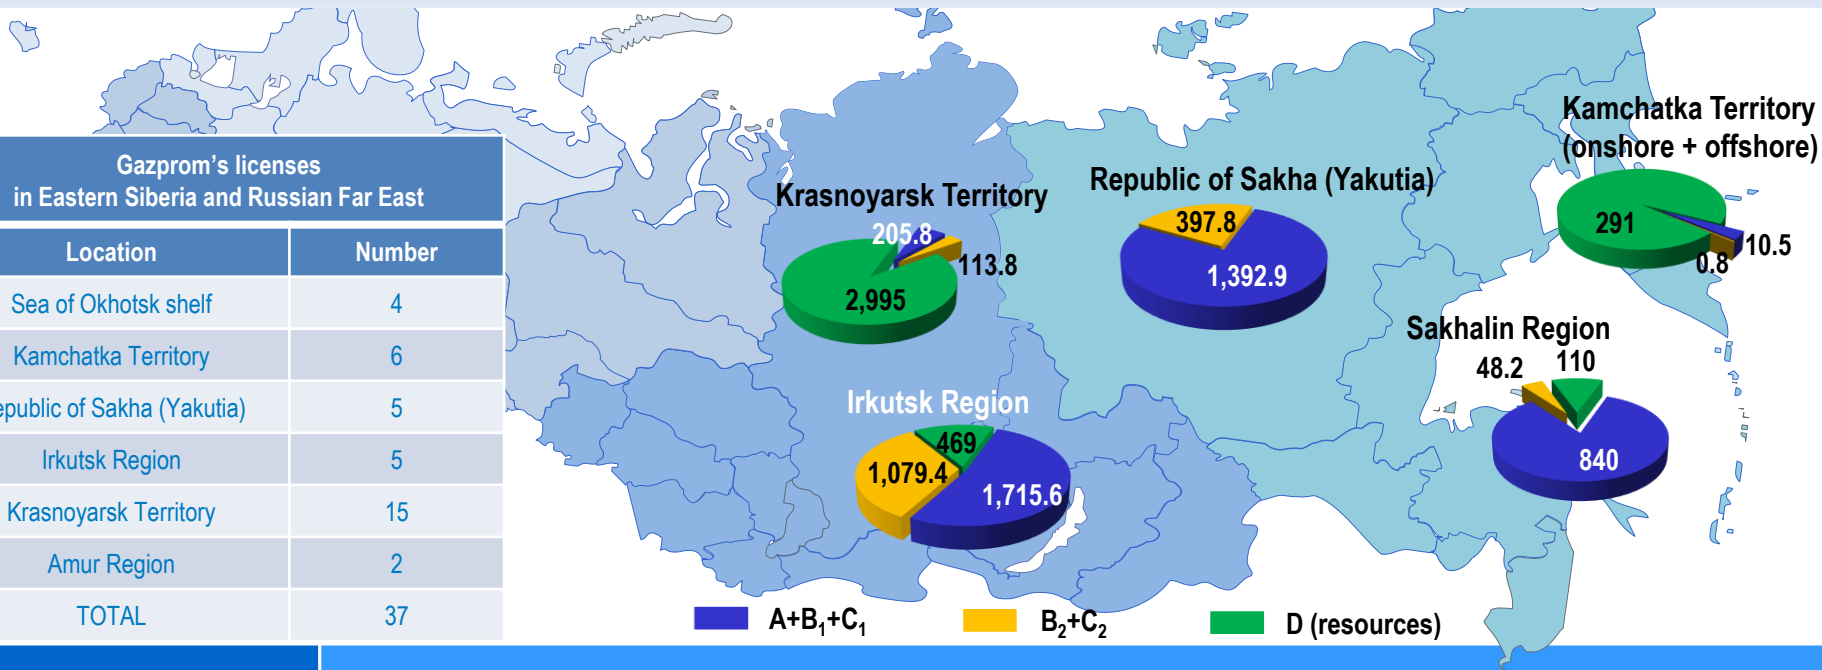 Gazprom's licenses
in Eastern Siberia and Russian Far East
Location Number
Sea of Okhotsk shelf 4
Kamchatka Territory 6
epublic of Sakha (Yakutia) 5
Irkutsk Region 5
Krasnoyarsk Territory 15
Amur Region 2
TOTAL 37
Krasnoyarsk Territory
205.8
113.8
2,995
Republic of Sakha (Yakutia)
397.8
1,392.9
Kamchatka Territory
(onshore + offshore)
291
10.5
0.8
Irkutsk Region
469
1,079.4
1,715.6
Sakhalin Region
48.2
110
840
A+B₁+C₁
B₂+C₂
D (resources)